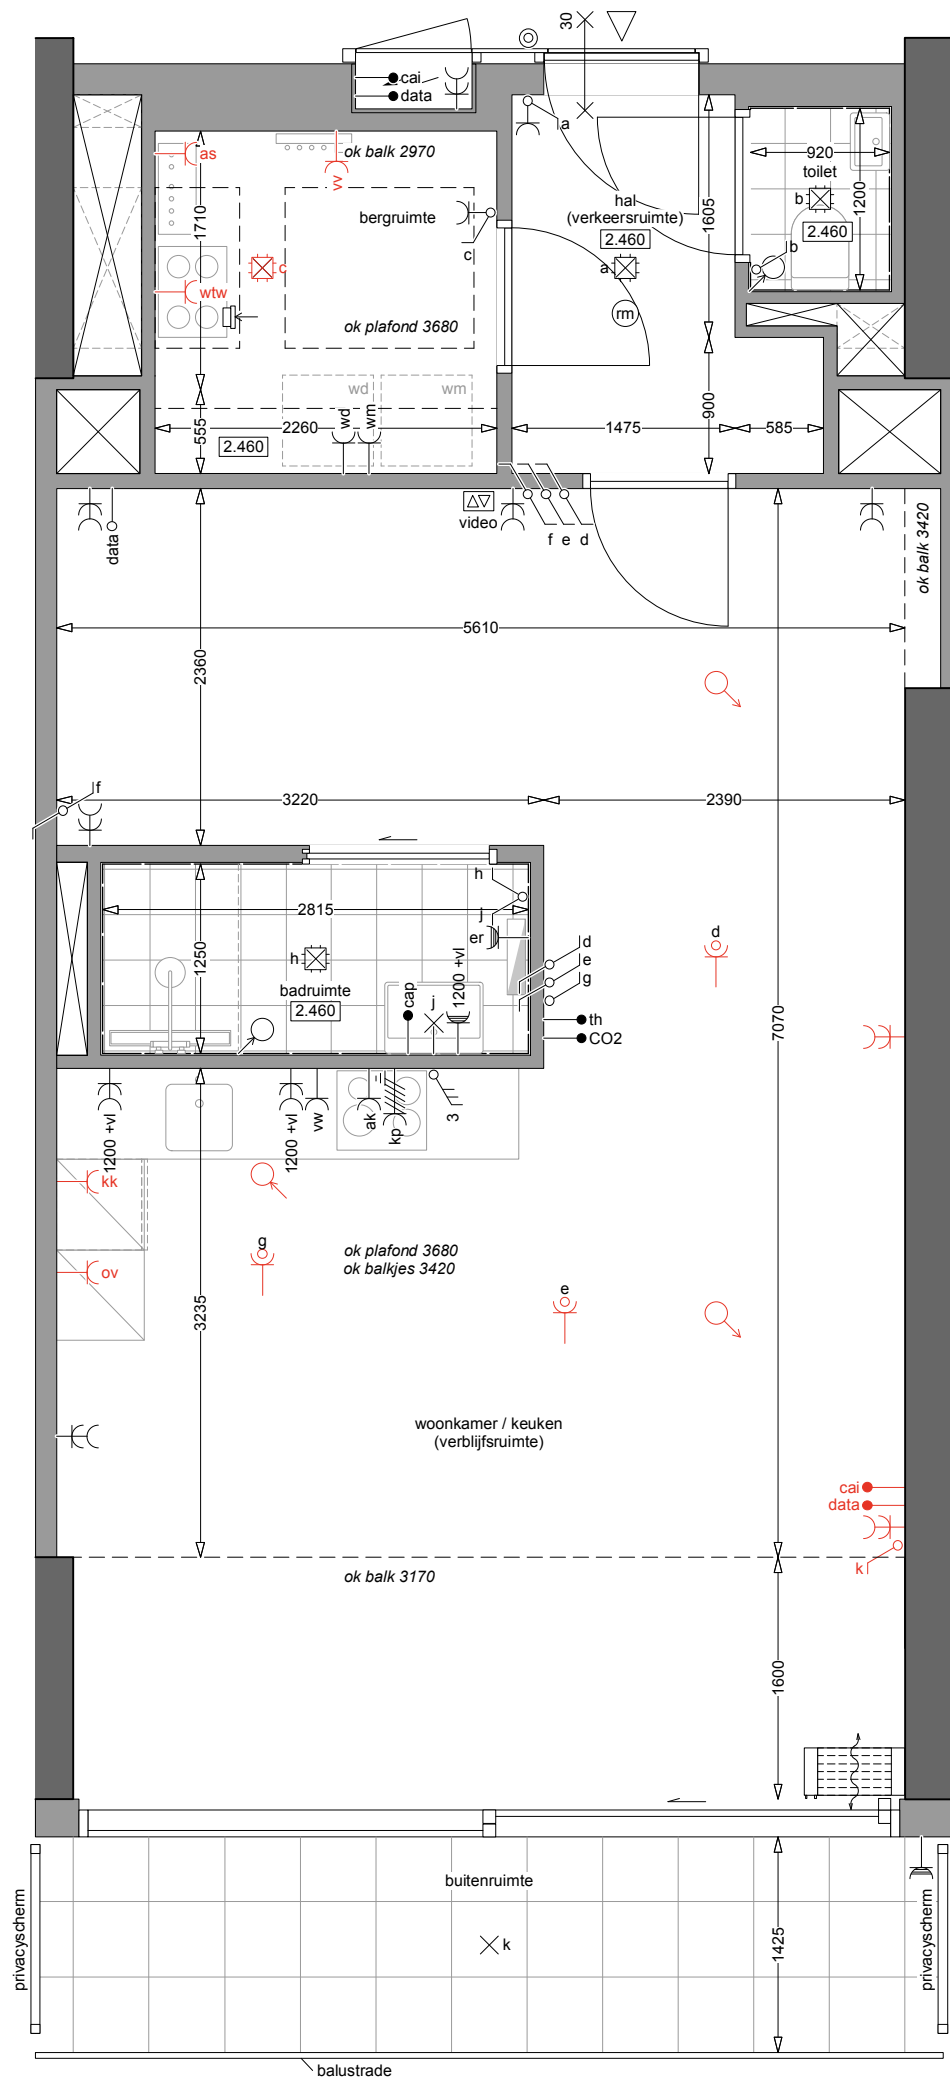 30
cai
data
a
as
ok balk 2970
vv
920
toilet
b
1200
2.460
b
1710
bergruimte
hal
(verkeersruimte)
2.460
1605
a
c
c
wtw
rm
ok plafond 3680
wd
wm
900
555
2260
wd
wm
2.460
1475
585
video
data
f
e
d
ok balk 3420
5610
2360
f
3220
2390
h
2815
j
er
d
1250
h
d
e
g
badruimte
2.460
cap
j
1200 +vl
th
CO2
7070
1200 +vl
1200 +vl
vw
ak
kp
3
kk
g
ok plafond 3680
ok balkjes 3420
ov
e
3235
woonkamer / keuken
(verblijfsruimte)
cai
data
k
ok balk 3170
1600
buitenruimte
privacyscherm
k
1425
privacyscherm
balustrade